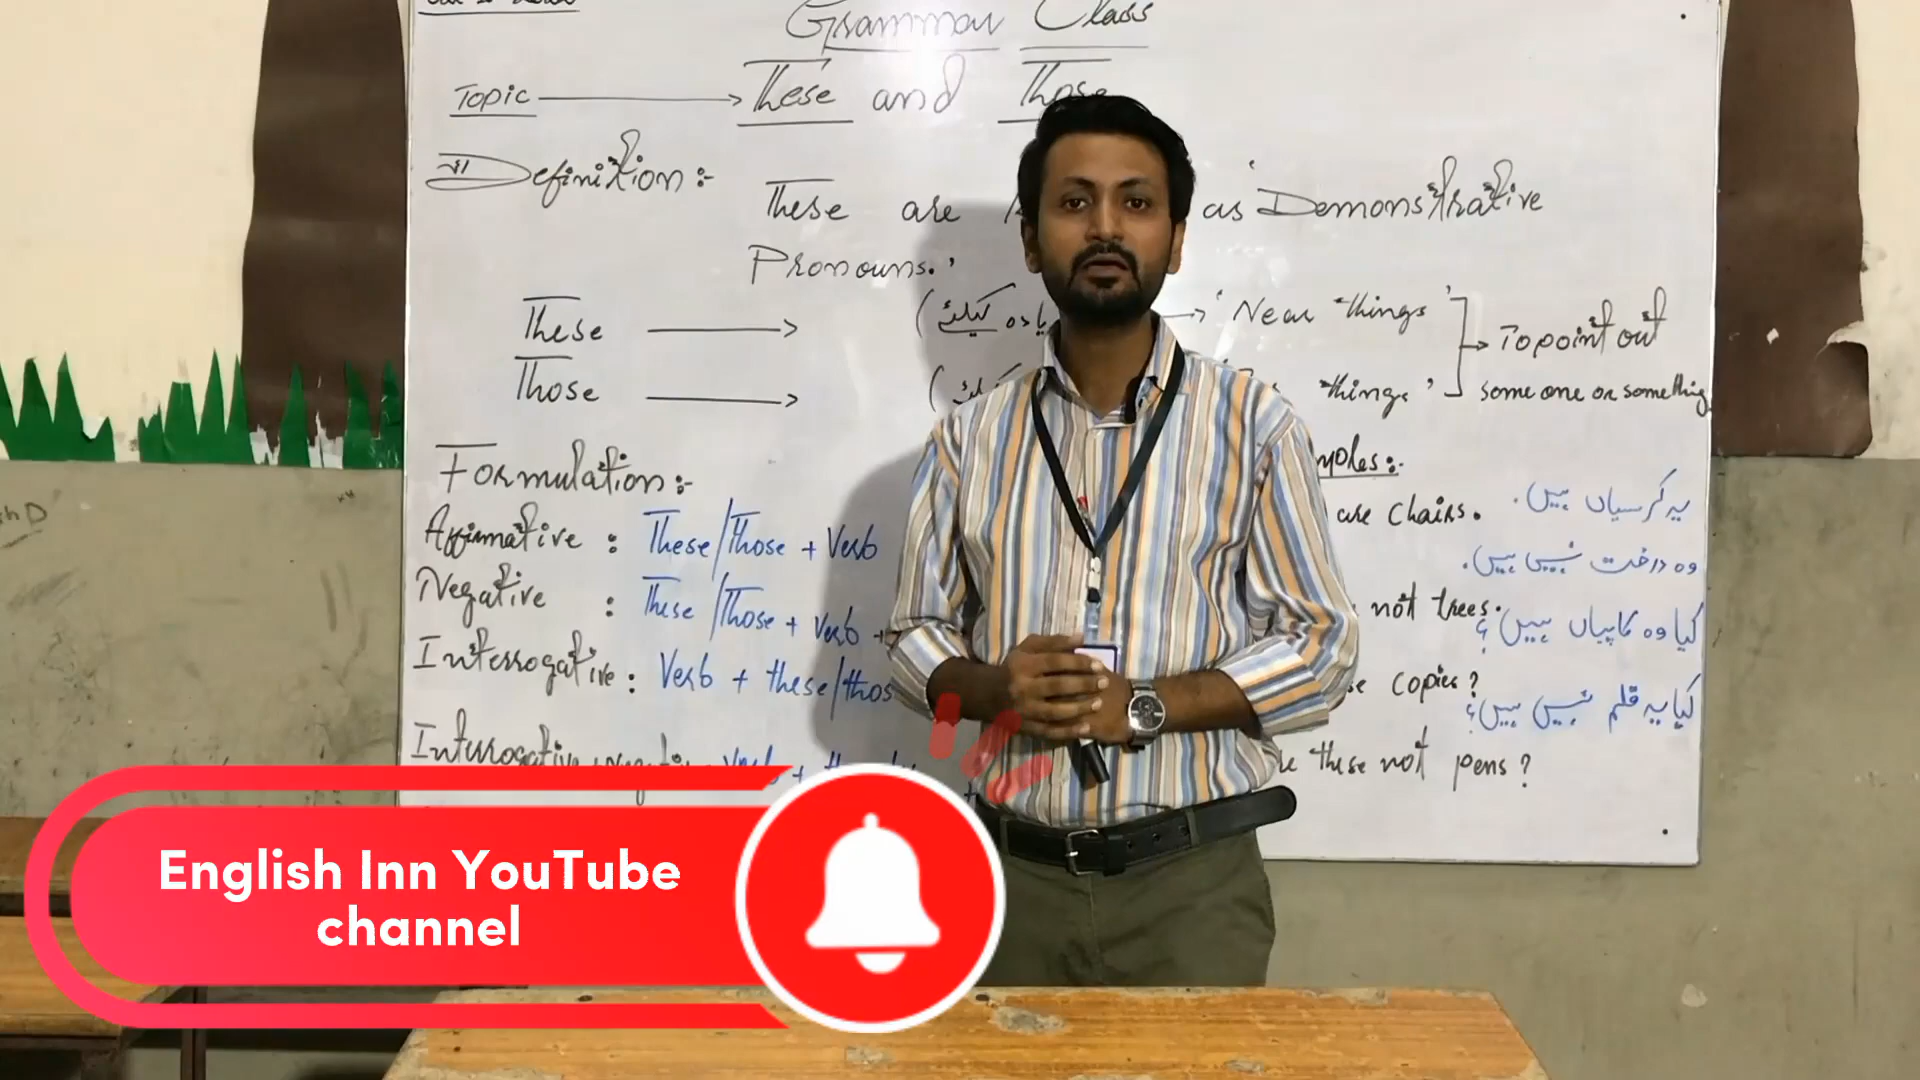 Grammar Class
Topic → These and Those
Definition :-
These are as 'Demonstrative
Pronouns.'
These → ( کیلئے → 'Near things' → To point out
Those → ( things' someone or something
Formulation :-
Affirmative : These/Those + Verb
are chairs. یہ کرسیاں ہیں.
وہ درخت نہیں ہیں.
Negative : These/Those + verb +
not trees.
کیا وہ کاپیاں ہیں؟
Interrogative : Verb + these/thos
copies?
کیا یہ قلم نہیں ہیں؟
these not pens?
English Inn YouTube
channel